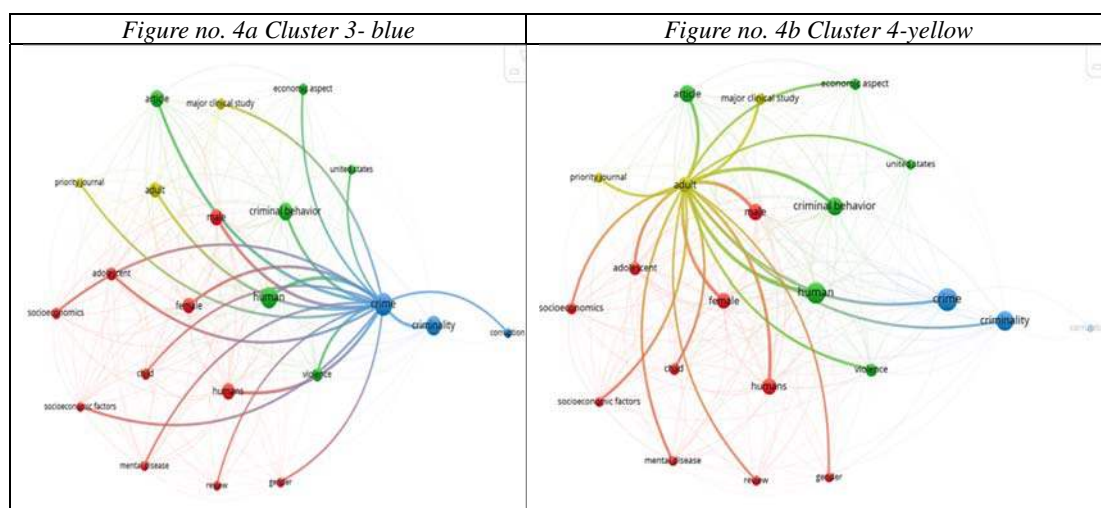 Figure no. 4a Cluster 3- blue
Figure no. 4b Cluster 4-yellow
article
major clinical study
economic aspect
united states
priority journal
adult
male
criminal behavior
adolescent
female
human
crime
criminality
corruption
socioeconomics
child
humans
violence
socioeconomic factors
mental disease
review
gender
article
major clinical study
economic aspect
united states
priority journal
adult
male
criminal behavior
adolescent
female
human
crime
criminality
socioeconomics
child
humans
violence
socioeconomic factors
mental disease
review
gender